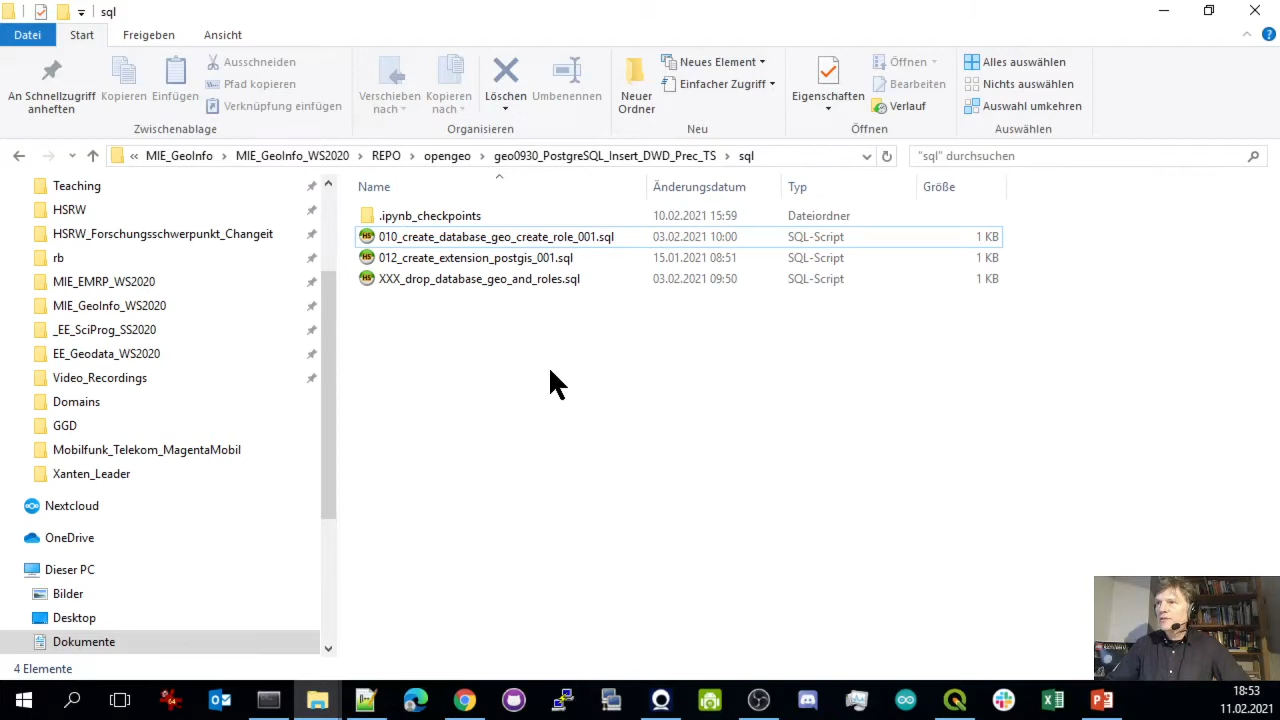 sql
Datei Start Freigeben Ansicht
An Schnellzugriff anheften
Kopieren
Einfügen
Ausschneiden
Pfad kopieren
Verknüpfung einfügen
Zwischenablage
Verschieben nach
Kopieren nach
Löschen
Umbenennen
Organisieren
Neuer Ordner
Neues Element
Einfacher Zugriff
Neu
Eigenschaften
Öffnen
Bearbeiten
Verlauf
Öffnen
Alles auswählen
Nichts auswählen
Auswahl umkehren
Auswählen
« MIE_GeoInfo › MIE_GeoInfo_WS2020 › REPO › opengeo › geo0930_PostgreSQL_Insert_DWD_Prec_TS › sql
"sql" durchsuchen
Teaching
HSRW
HSRW_Forschungsschwerpunkt_Changeit
rb
MIE_EMRP_WS2020
MIE_GeoInfo_WS2020
_EE_SciProg_SS2020
EE_Geodata_WS2020
Video_Recordings
Domains
GGD
Mobilfunk_Telekom_MagentaMobil
Xanten_Leader
Nextcloud
OneDrive
Dieser PC
Bilder
Desktop
Dokumente
Name Änderungsdatum Typ Größe
.ipynb_checkpoints 10.02.2021 15:59 Dateiordner
010_create_database_geo_create_role_001.sql 03.02.2021 10:00 SQL-Script 1 KB
012_create_extension_postgis_001.sql 15.01.2021 08:51 SQL-Script 1 KB
XXX_drop_database_geo_and_roles.sql 03.02.2021 09:50 SQL-Script 1 KB
4 Elemente
18:53
11.02.2021